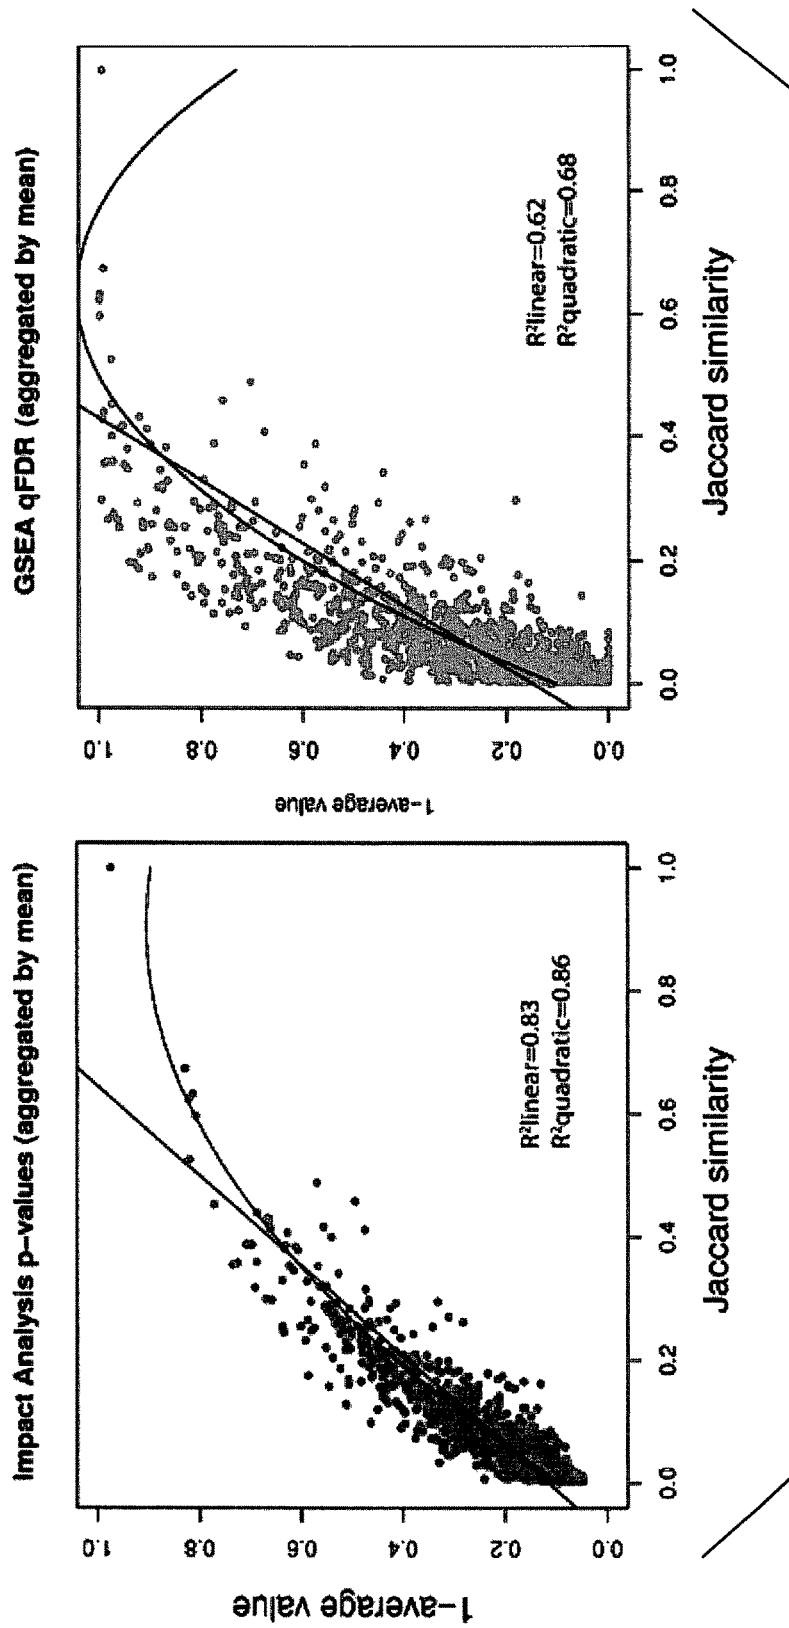 Impact Analysis p-values (aggregated by mean)
1-average value
1.0
0.8
0.6
0.4
0.2
0.0
R²linear=0.83
R²quadratic=0.86
0.0
0.2
0.4
0.6
0.8
1.0
Jaccard similarity
GSEA qFDR (aggregated by mean)
1-average value
1.0
0.8
0.6
0.4
0.2
0.0
R²linear=0.62
R²quadratic=0.68
0.0
0.2
0.4
0.6
0.8
1.0
Jaccard similarity